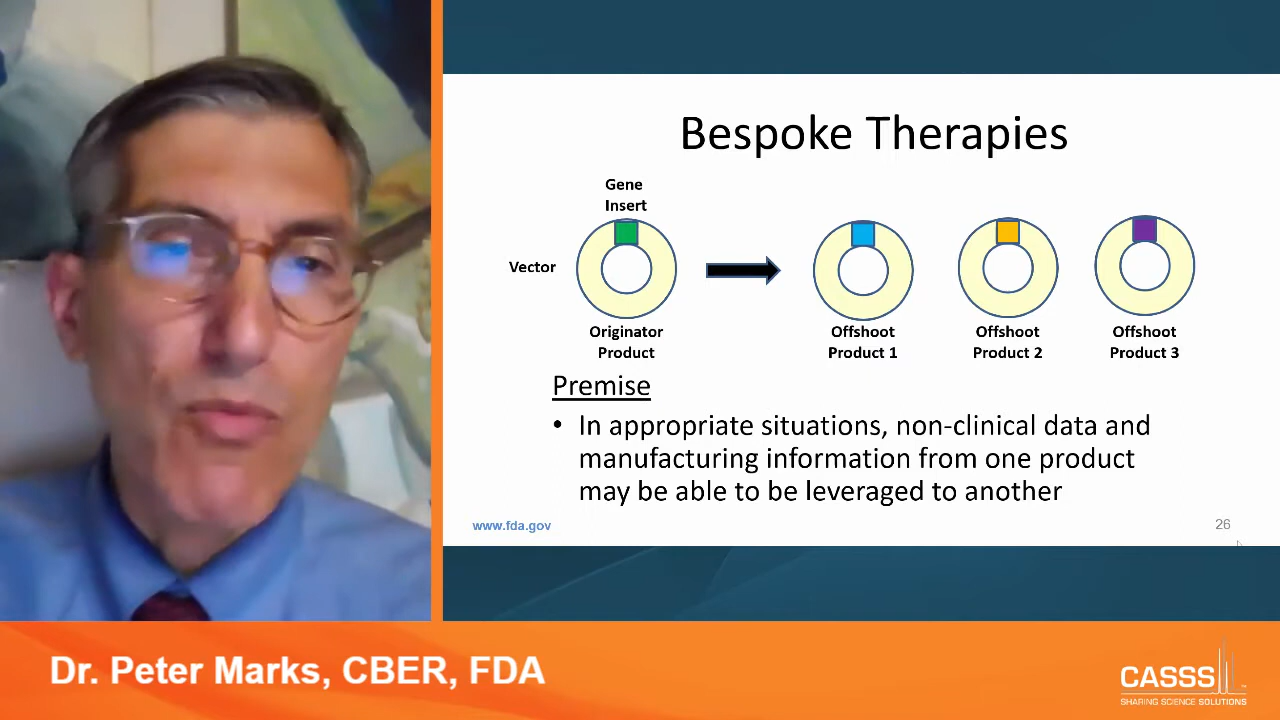 Bespoke Therapies
Gene
Insert
Vector
Originator
Product
Offshoot
Product 1
Offshoot
Product 2
Offshoot
Product 3
Premise
• In appropriate situations, non-clinical data and
manufacturing information from one product
may be able to be leveraged to another
www.fda.gov
26
Dr. Peter Marks, CBER, FDA
CASSS
SHARING SCIENCE SOLUTIONS